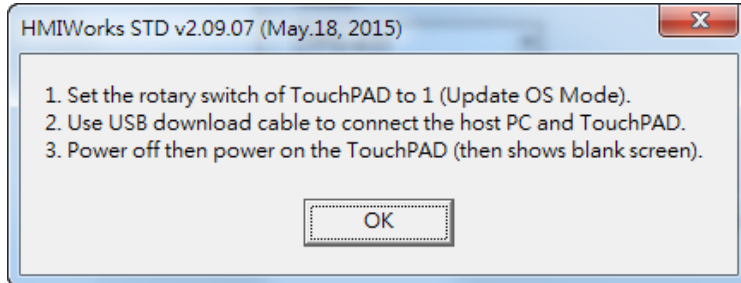 HMIWorks STD v2.09.07 (May.18, 2015)
1. Set the rotary switch of TouchPAD to 1 (Update OS Mode).
2. Use USB download cable to connect the host PC and TouchPAD.
3. Power off then power on the TouchPAD (then shows blank screen).
OK